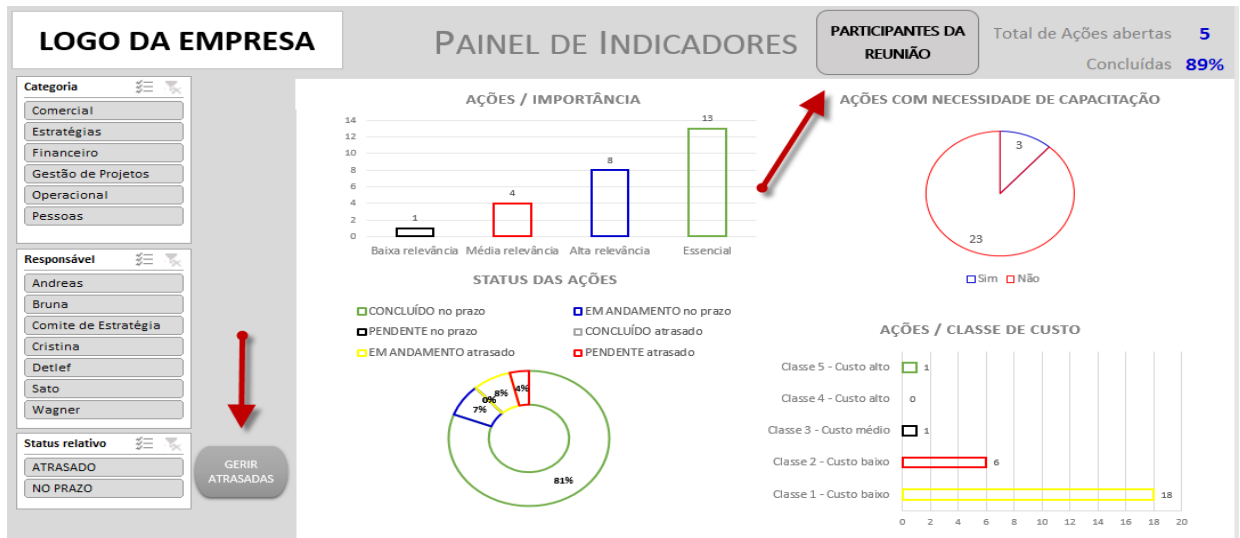 LOGO DA EMPRESA
PAINEL DE INDICADORES
PARTICIPANTES DA
REUNIÃO
Total de Ações abertas 5
Concluídas 89%
Categoria
Comercial
Estratégias
Financeiro
Gestão de Projetos
Operacional
Pessoas
Responsável
Andreas
Bruna
Comite de Estratégia
Cristina
Detlef
Sato
Wagner
Status relativo
ATRASADO
NO PRAZO
GERIR
ATRASADAS
AÇÕES / IMPORTÂNCIA
14
12
10
8
6
4
2
0
1
4
8
13
Baixa relevância Média relevância Alta relevância Essencial
STATUS DAS AÇÕES
CONCLUÍDO no prazo EM ANDAMENTO no prazo
PENDENTE no prazo CONCLUÍDO atrasado
EM ANDAMENTO atrasado PENDENTE atrasado
4%
8%
0%
7%
81%
AÇÕES COM NECESSIDADE DE CAPACITAÇÃO
3
23
Sim Não
AÇÕES / CLASSE DE CUSTO
Classe 5 - Custo alto 1
Classe 4 - Custo alto 0
Classe 3 - Custo médio 1
Classe 2 - Custo baixo 6
Classe 1 - Custo baixo 18
0 2 4 6 8 10 12 14 16 18 20